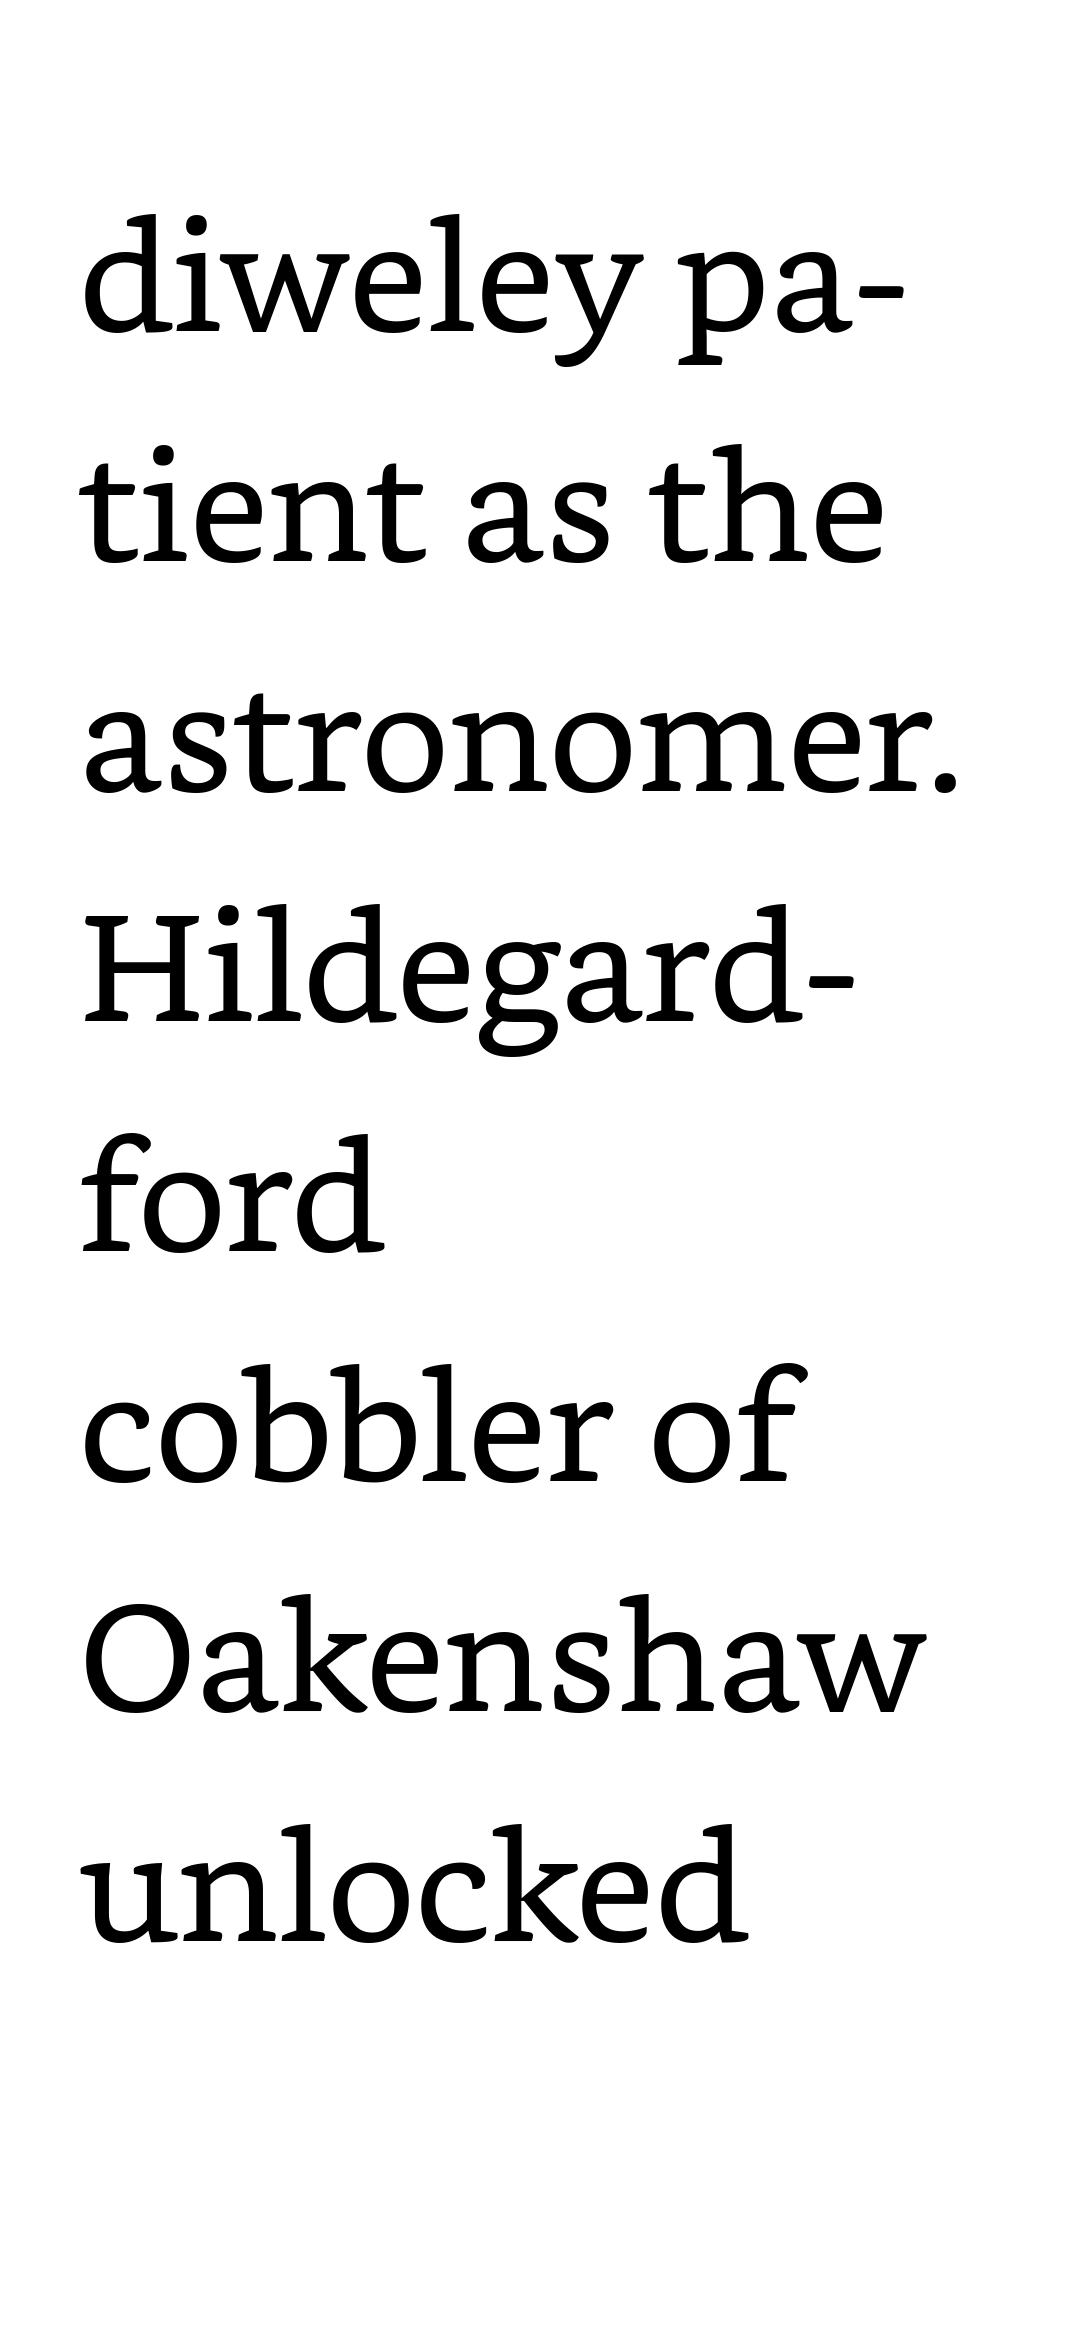 diweley pa-
tient as the
astronomer.
Hildegard-
ford
cobbler of
Oakenshaw
unlocked